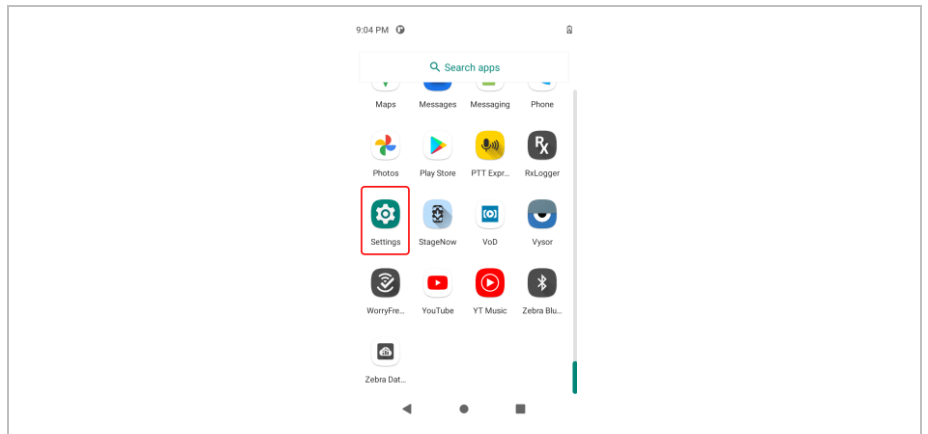 9:04 PM
Search apps
Maps Messages Messaging Phone
Photos Play Store PTT Expr... RxLogger
Settings StageNow VoD Vysor
WorryFre... YouTube YT Music Zebra Blu...
Zebra Dat...